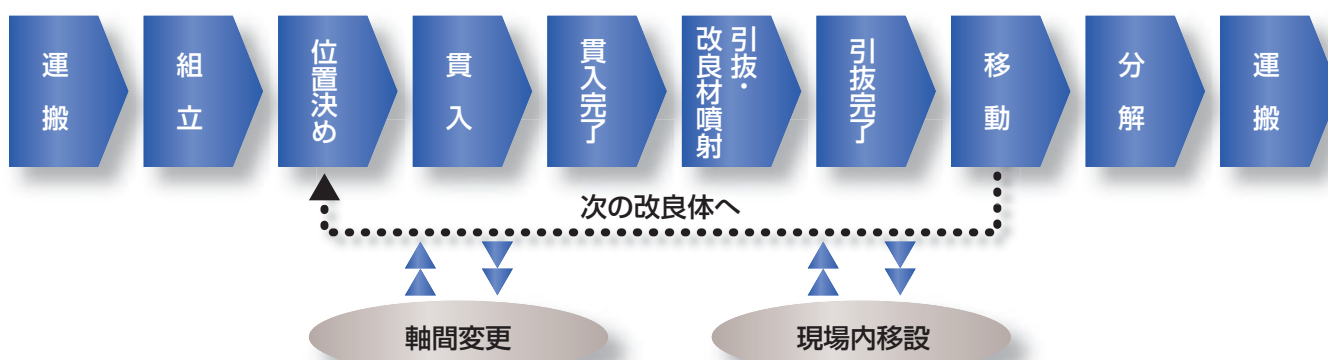 運搬
組立
位置決め
貫入
貫入完了
引抜・
改良材噴射
引抜完了
移動
分解
運搬
次の改良体へ
軸間変更
現場内移設